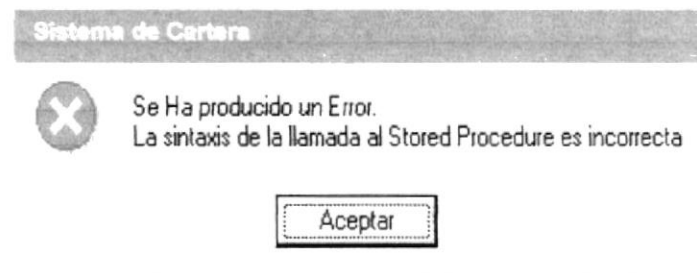 Sistema de Cartera
Se Ha producido un Error.
La sintaxis de la llamada al Stored Procedure es incorrecta
Aceptar